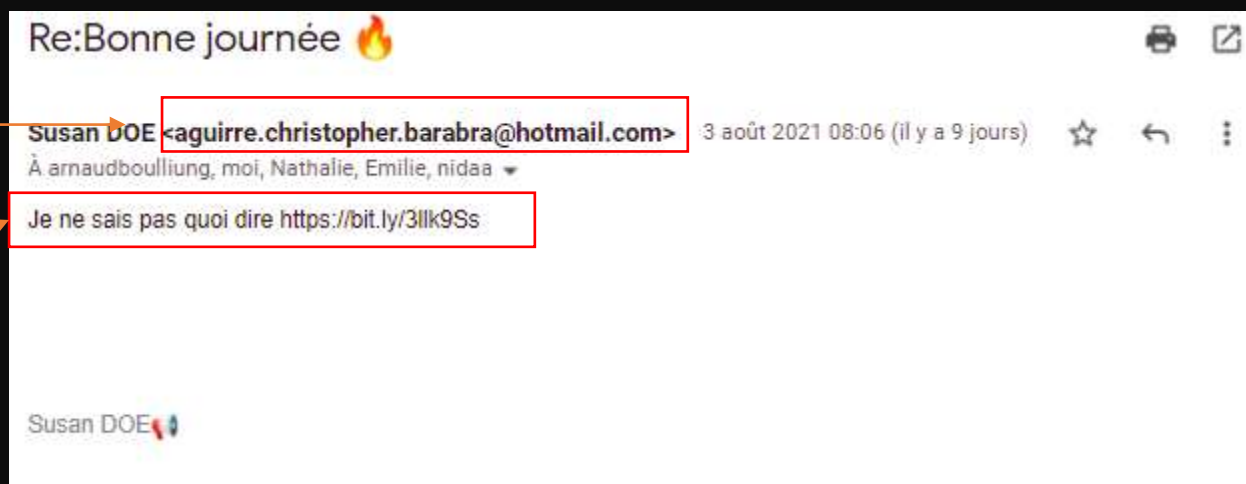 Re:Bonne journée 🔥
Susan DOE <aguirre.christopher.barabra@hotmail.com> 3 août 2021 08:06 (il y a 9 jours)
À arnaudboulliung, moi, Nathalie, Emilie, nidaa
Je ne sais pas quoi dire https://bit.ly/3llk9Ss
Susan DOE📢